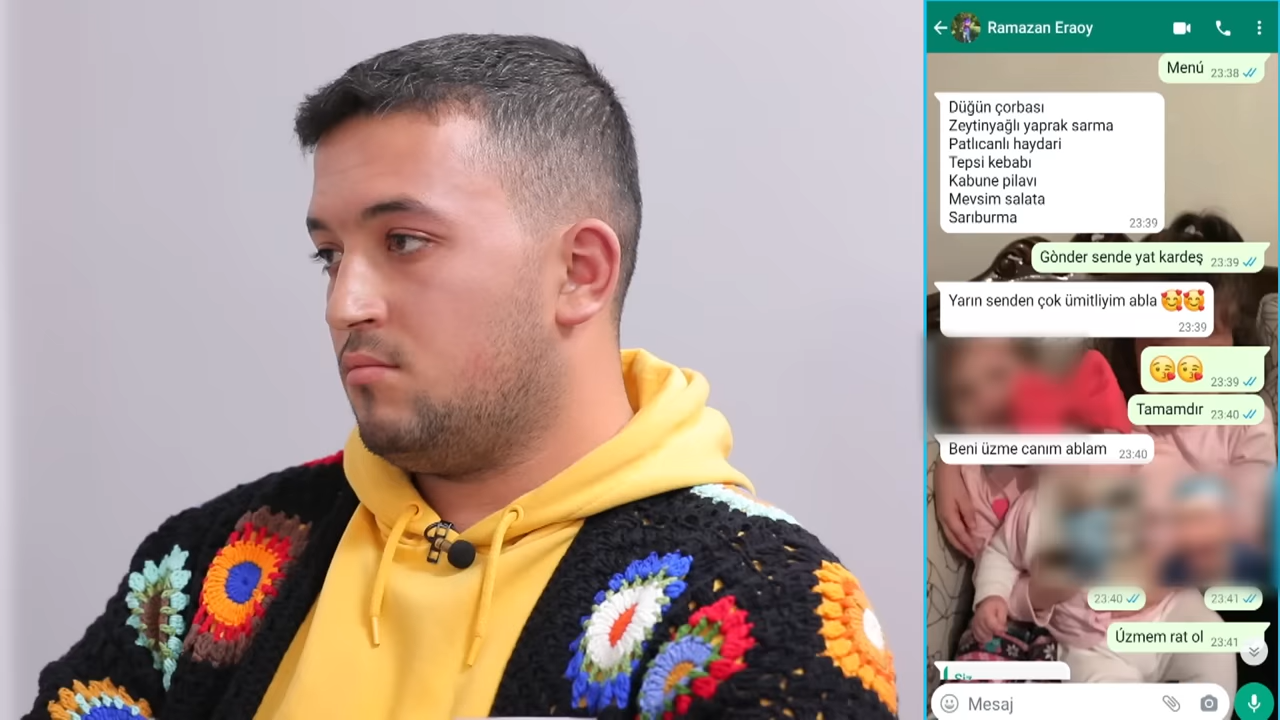 Ramazan Eraoy
Menú 23:38
Düğün çorbası
Zeytinyağlı yaprak sarma
Patlıcanlı haydari
Tepsi kebabı
Kabune pilavı
Mevsim salata
Sarıburma
23:39
Gònder sende yat kardeş 23:39
Yarın senden çok ümitliyim abla 🥰🥰
23:39
😘😘 23:39
Tamamdır 23:40
Beni üzme canım ablam 23:40
23:40 23:41
Úzmem rat ol 23:41
Siz
Mesaj